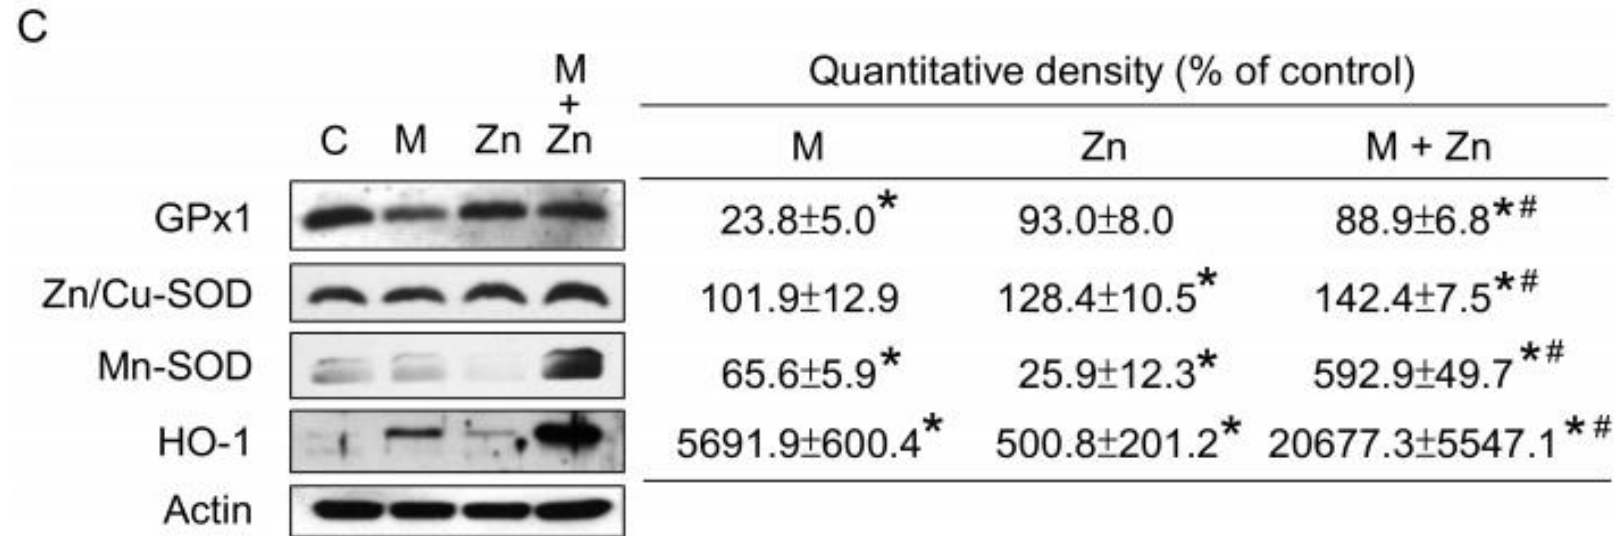 C
Quantitative density (% of control)
C M Zn M + Zn
M Zn M + Zn
GPx1 23.8±5.0* 93.0±8.0 88.9±6.8*#
Zn/Cu-SOD 101.9±12.9 128.4±10.5* 142.4±7.5*#
Mn-SOD 65.6±5.9* 25.9±12.3* 592.9±49.7*#
HO-1 5691.9±600.4* 500.8±201.2* 20677.3±5547.1*#
Actin